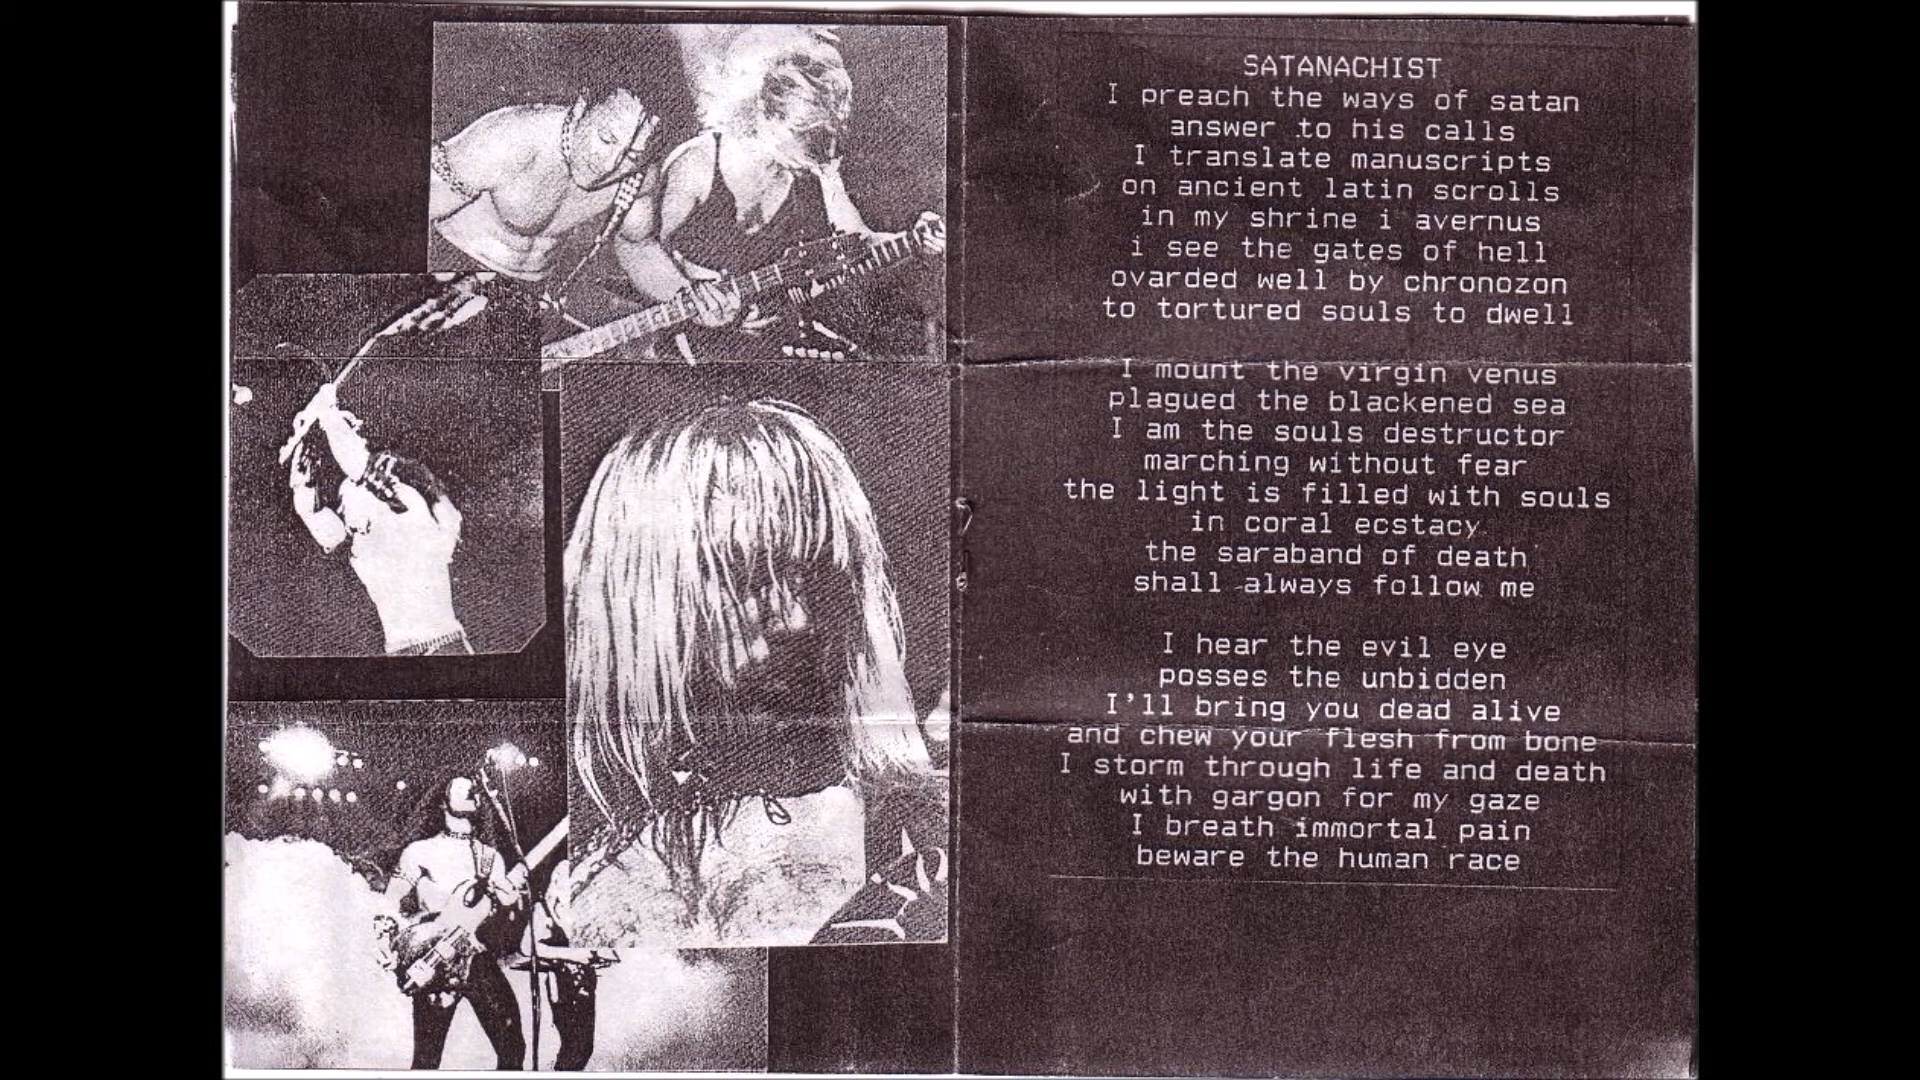 SATANACHIST
I preach the ways of satan
answer to his calls
I translate manuscripts
on ancient latin scrolls
in my shrine i avernus
i see the gates of hell
ovarded well by chronozon
to tortured souls to dwell
I mount the virgin venus
plagued the blackened sea
I am the souls destructor
marching without fear
the light is filled with souls
in coral ecstacy
the saraband of death
shall always follow me
I hear the evil eye
posses the unbidden
I'll bring you dead alive
and chew your flesh from bone
I storm through life and death
with gargon for my gaze
I breath immortal pain
beware the human race